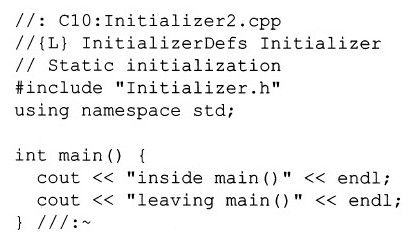 //: C10:Initializer2.cpp
//{L} InitializerDefs Initializer
// Static initialization
#include "Initializer.h"
using namespace std;

int main() {
  cout << "inside main()" << endl;
  cout << "leaving main()" << endl;
} ///:~